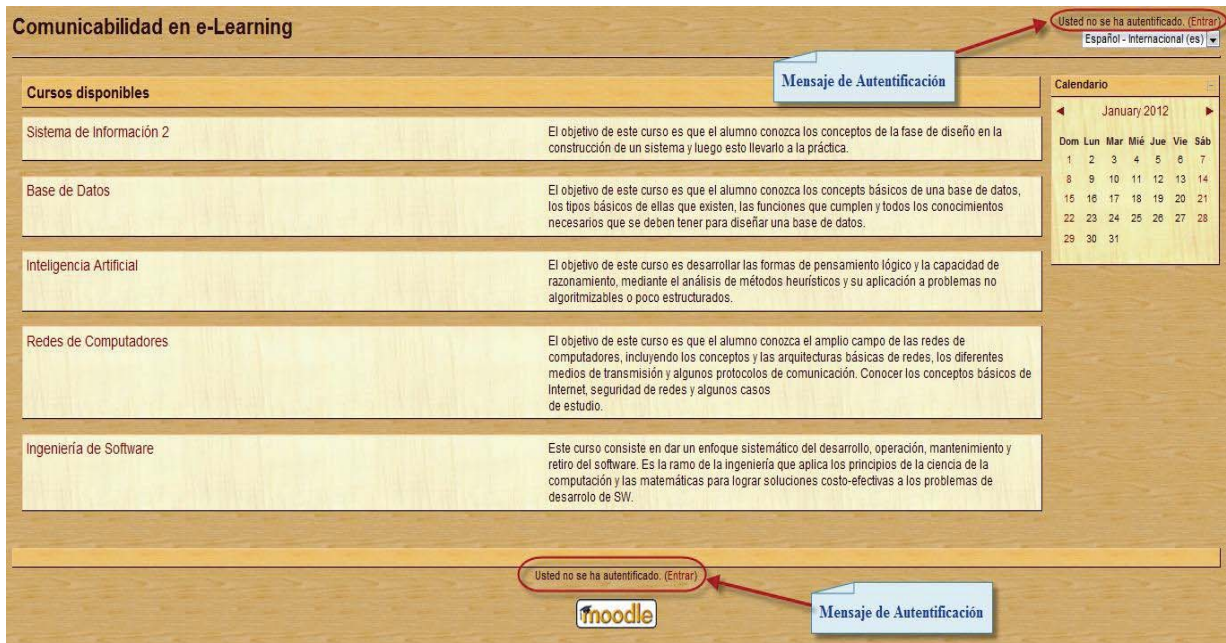 Comunicabilidad en e-Learning
Usted no se ha autentificado. (Entrar)
Español - Internacional (es)
Mensaje de Autentificación
Cursos disponibles
Sistema de Información 2
El objetivo de este curso es que el alumno conozca los conceptos de la fase de diseño en la
construcción de un sistema y luego esto llevarlo a la práctica.
Base de Datos
El objetivo de este curso es que el alumno conozca los concepts básicos de una base de datos,
los tipos básicos de ellas que existen, las funciones que cumplen y todos los conocimientos
necesarios que se deben tener para diseñar una base de datos.
Inteligencia Artificial
El objetivo de este curso es desarrollar las formas de pensamiento lógico y la capacidad de
razonamiento, mediante el análisis de métodos heurísticos y su aplicación a problemas no
algoritmizables o poco estructurados.
Redes de Computadores
El objetivo de este curso es que el alumno conozca el amplio campo de las redes de
computadores, incluyendo los conceptos y las arquitecturas básicas de redes, los diferentes
medios de transmisión y algunos protocolos de comunicación. Conocer los conceptos básicos de
Internet, seguridad de redes y algunos casos
de estudio.
Ingeniería de Software
Este curso consiste en dar un enfoque sistemático del desarrollo, operación, mantenimiento y
retiro del software. Es la ramo de la ingeniería que aplica los principios de la ciencia de la
computación y las matemáticas para lograr soluciones costo-efectivas a los problemas de
desarrolo de SW.
Calendario
January 2012
Dom Lun Mar Mié Jue Vie Sáb
1 2 3 4 5 6 7
8 9 10 11 12 13 14
15 16 17 18 19 20 21
22 23 24 25 26 27 28
29 30 31
Usted no se ha autentificado. (Entrar)
moodle
Mensaje de Autentificación